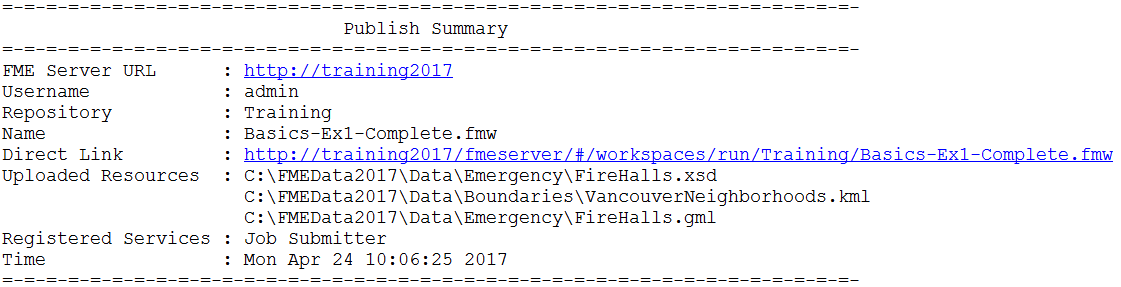 =-=-=-=-=-=-=-=-=-=-=-=-=-=-=-=-=-=-=-=-=-=-=-=-=-=-=-=-=-=-=-=-=-=-=-=-=-=-
Publish Summary
=-=-=-=-=-=-=-=-=-=-=-=-=-=-=-=-=-=-=-=-=-=-=-=-=-=-=-=-=-=-=-=-=-=-=-=-=-=-
FME Server URL      : http://training2017
Username            : admin
Repository          : Training
Name                : Basics-Ex1-Complete.fmw
Direct Link         : http://training2017/fmeserver/#/workspaces/run/Training/Basics-Ex1-Complete.fmw
Uploaded Resources  : C:\FMEData2017\Data\Emergency\FireHalls.xsd
                      C:\FMEData2017\Data\Boundaries\VancouverNeighborhoods.kml
                      C:\FMEData2017\Data\Emergency\FireHalls.gml
Registered Services : Job Submitter
Time                : Mon Apr 24 10:06:25 2017
=-=-=-=-=-=-=-=-=-=-=-=-=-=-=-=-=-=-=-=-=-=-=-=-=-=-=-=-=-=-=-=-=-=-=-=-=-=-